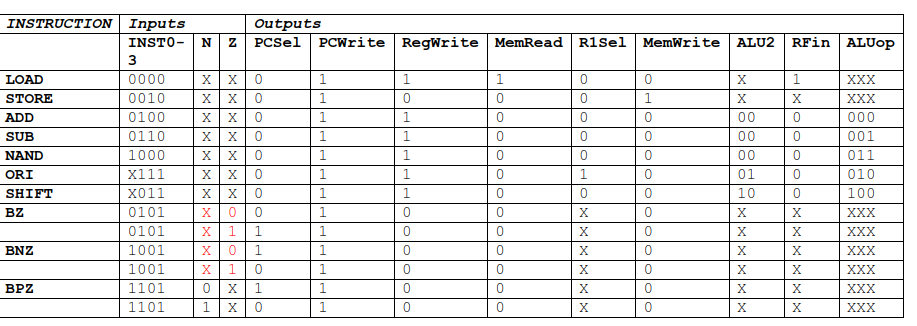 INSTRUCTION Inputs Outputs
INST0-3 N Z PCSel PCWrite RegWrite MemRead R1Sel MemWrite ALU2 RFin ALUop
LOAD 0000 X X 0 1 1 1 0 0 X 1 XXX
STORE 0010 X X 0 1 0 0 0 1 X X XXX
ADD 0100 X X 0 1 1 0 0 0 00 0 000
SUB 0110 X X 0 1 1 0 0 0 00 0 001
NAND 1000 X X 0 1 1 0 0 0 00 0 011
ORI X111 X X 0 1 1 0 1 0 01 0 010
SHIFT X011 X X 0 1 1 0 0 0 10 0 100
BZ 0101 X 0 0 1 0 0 X 0 X X XXX
0101 X 1 1 1 0 0 X 0 X X XXX
BNZ 1001 X 0 1 1 0 0 X 0 X X XXX
1001 X 1 0 1 0 0 X 0 X X XXX
BPZ 1101 0 X 1 1 0 0 X 0 X X XXX
1101 1 X 0 1 0 0 X 0 X X XXX